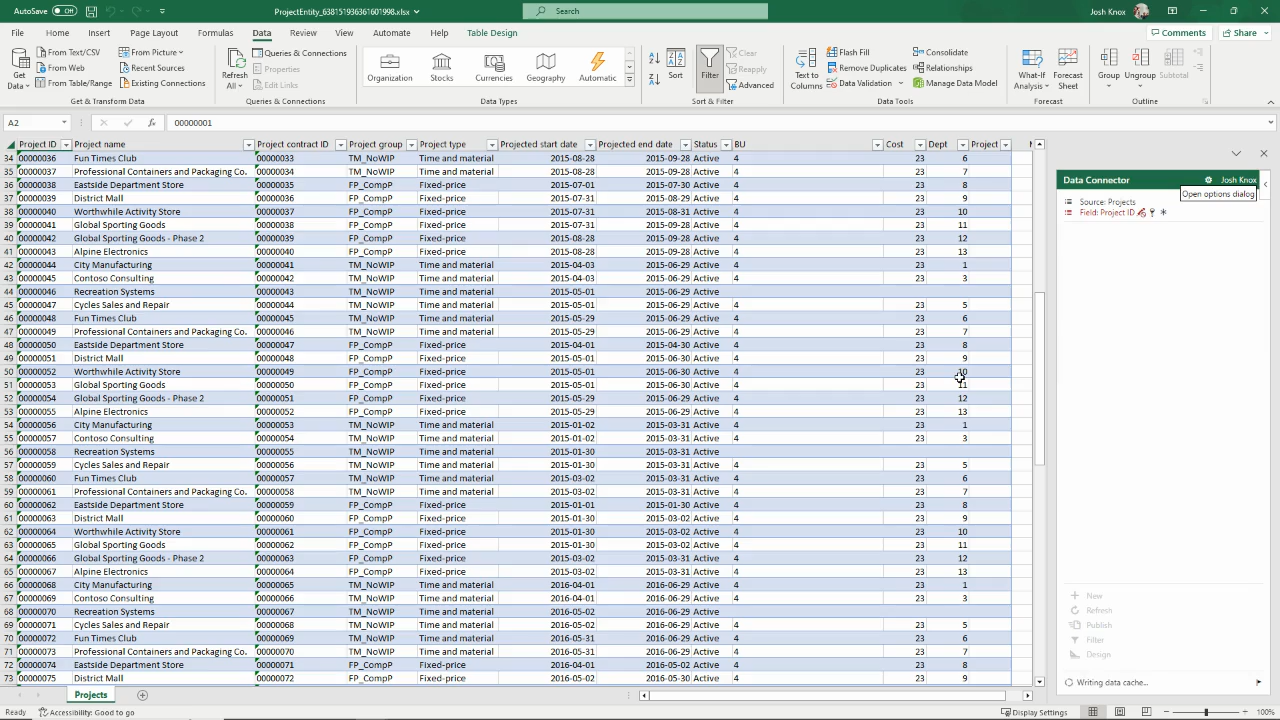 AutoSave Off ProjectEntity_638151936361601998.xlsx Search Josh Knox
File Home Insert Page Layout Formulas Data Review View Automate Help Table Design Comments Share
Get Data From Text/CSV From Web From Table/Range From Picture Recent Sources Existing Connections Get & Transform Data
Refresh All Queries & Connections Properties Edit Links Queries & Connections
Organization Stocks Currencies Geography Automatic Data Types
Sort Filter Clear Reapply Advanced Sort & Filter
Text to Columns Flash Fill Remove Duplicates Data Validation Consolidate Relationships Manage Data Model Data Tools
What-If Analysis Forecast Sheet Forecast
Group Ungroup Subtotal Outline
A2 00000001
Project ID Project name Project contract ID Project group Project type Projected start date Projected end date Status BU Cost Dept Project
34 00000036 Fun Times Club 00000033 TM_NoWIP Time and material 2015-08-28 2015-09-28 Active 4 23 6
35 00000037 Professional Containers and Packaging Co. 00000034 TM_NoWIP Time and material 2015-08-28 2015-09-28 Active 4 23 7
36 00000038 Eastside Department Store 00000035 FP_CompP Fixed-price 2015-07-01 2015-07-30 Active 4 23 8
37 00000039 District Mall 00000036 FP_CompP Fixed-price 2015-07-31 2015-08-29 Active 4 23 9
38 00000040 Worthwhile Activity Store 00000037 FP_CompP Fixed-price 2015-07-31 2015-08-31 Active 4 23 10
39 00000041 Global Sporting Goods 00000038 FP_CompP Fixed-price 2015-07-31 2015-08-31 Active 4 23 11
40 00000042 Global Sporting Goods - Phase 2 00000039 FP_CompP Fixed-price 2015-08-28 2015-09-28 Active 4 23 12
41 00000043 Alpine Electronics 00000040 FP_CompP Fixed-price 2015-08-28 2015-09-28 Active 4 23 13
42 00000044 City Manufacturing 00000041 TM_NoWIP Time and material 2015-04-03 2015-06-29 Active 4 23 1
43 00000045 Contoso Consulting 00000042 TM_NoWIP Time and material 2015-04-03 2015-06-29 Active 4 23 3
44 00000046 Recreation Systems 00000043 TM_NoWIP Time and material 2015-05-01 2015-06-29 Active
45 00000047 Cycles Sales and Repair 00000044 TM_NoWIP Time and material 2015-05-01 2015-06-29 Active 4 23 5
46 00000048 Fun Times Club 00000045 TM_NoWIP Time and material 2015-05-29 2015-06-29 Active 4 23 6
47 00000049 Professional Containers and Packaging Co. 00000046 TM_NoWIP Time and material 2015-05-29 2015-06-29 Active 4 23 7
48 00000050 Eastside Department Store 00000047 FP_CompP Fixed-price 2015-05-01 2015-04-30 Active 4 23 8
49 00000051 District Mall 00000048 FP_CompP Fixed-price 2015-05-01 2015-06-30 Active 4 23 9
50 00000052 Worthwhile Activity Store 00000049 FP_CompP Fixed-price 2015-05-01 2015-06-30 Active 4 23 10
51 00000053 Global Sporting Goods 00000050 FP_CompP Fixed-price 2015-05-01 2015-06-30 Active 4 23 11
52 00000054 Global Sporting Goods - Phase 2 00000051 FP_CompP Fixed-price 2015-05-29 2015-06-30 Active 4 23 12
53 00000055 Alpine Electronics 00000052 FP_CompP Fixed-price 2015-05-29 2015-06-30 Active 4 23 13
54 00000056 City Manufacturing 00000053 TM_NoWIP Time and material 2015-01-02 2015-03-31 Active 4 23 1
55 00000057 Contoso Consulting 00000054 TM_NoWIP Time and material 2015-01-02 2015-03-31 Active 4 23 3
56 00000058 Recreation Systems 00000055 TM_NoWIP Time and material 2015-01-30 2015-03-31 Active
57 00000059 Cycles Sales and Repair 00000056 TM_NoWIP Time and material 2015-01-30 2015-03-31 Active 4 23 5
58 00000060 Fun Times Club 00000057 TM_NoWIP Time and material 2015-03-02 2015-03-31 Active 4 23 6
59 00000061 Professional Containers and Packaging Co. 00000058 TM_NoWIP Time and material 2015-03-02 2015-03-31 Active 4 23 7
60 00000062 Eastside Department Store 00000059 FP_CompP Fixed-price 2015-01-02 2015-01-30 Active 4 23 8
61 00000063 District Mall 00000060 FP_CompP Fixed-price 2015-01-30 2015-03-02 Active 4 23 9
62 00000064 Worthwhile Activity Store 00000061 FP_CompP Fixed-price 2015-01-30 2015-03-02 Active 4 23 10
63 00000065 Global Sporting Goods 00000062 FP_CompP Fixed-price 2015-01-30 2015-03-02 Active 4 23 11
64 00000066 Global Sporting Goods - Phase 2 00000063 FP_CompP Fixed-price 2015-03-02 2015-03-31 Active 4 23 12
65 00000067 Alpine Electronics 00000064 FP_CompP Fixed-price 2015-03-02 2015-03-31 Active 4 23 13
66 00000068 City Manufacturing 00000065 TM_NoWIP Time and material 2016-04-01 2016-06-29 Active 4 23 1
67 00000069 Contoso Consulting 00000066 TM_NoWIP Time and material 2016-04-01 2016-06-29 Active 4 23 3
68 00000070 Recreation Systems 00000067 TM_NoWIP Time and material 2016-05-02 2016-06-29 Active
69 00000071 Cycles Sales and Repair 00000068 TM_NoWIP Time and material 2016-05-02 2016-06-29 Active 4 23 5
70 00000072 Fun Times Club 00000069 TM_NoWIP Time and material 2016-05-31 2016-06-29 Active 4 23 6
71 00000073 Professional Containers and Packaging Co. 00000070 TM_NoWIP Time and material 2016-05-31 2016-06-29 Active 4 23 7
72 00000074 Eastside Department Store 00000071 FP_CompP Fixed-price 2016-04-01 2016-05-02 Active 4 23 8
73 00000075 District Mall 00000072 FP_CompP Fixed-price 2016-05-02 2016-05-30 Active 4 23 9
Data Connector Josh Knox
Open options dialog
Source: Projects
Field: Project ID
New
Refresh
Publish
Filter
Design
Writing data cache...
Projects
Ready Accessibility: Good to go Display Settings 100%